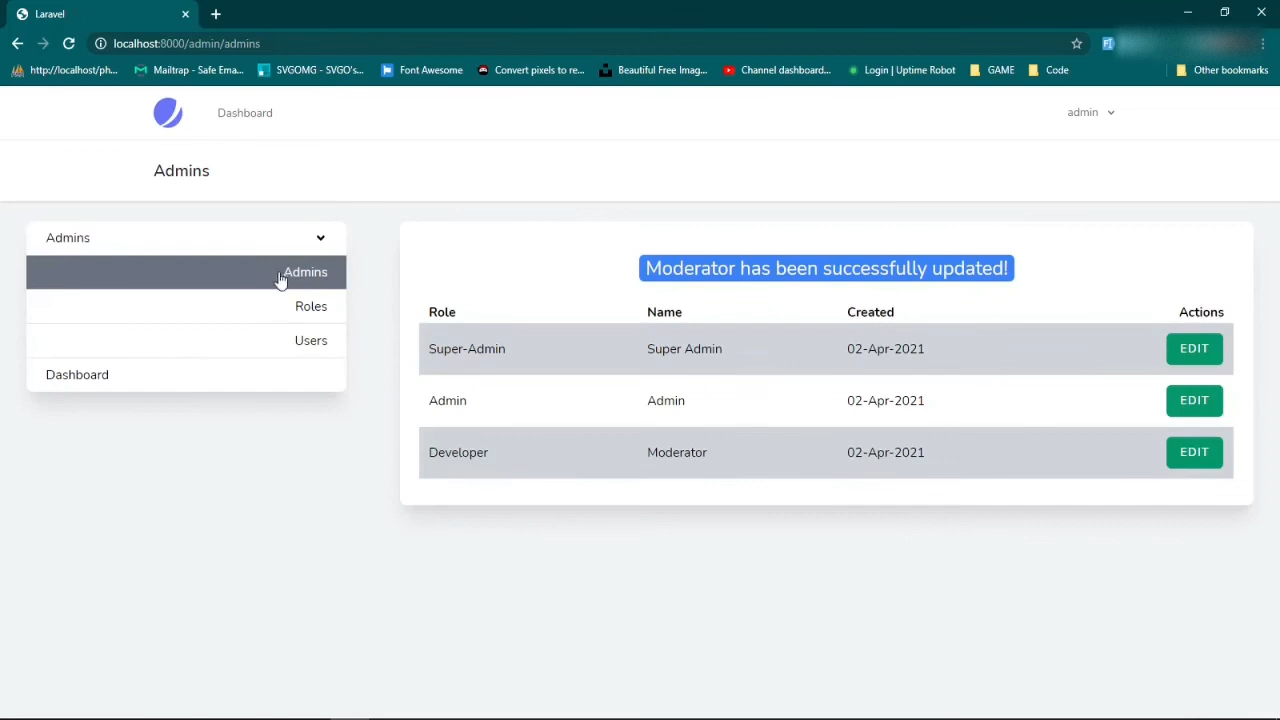 Laravel
localhost:8000/admin/admins
http://localhost/ph... Mailtrap - Safe Ema... SVGOMG - SVGO's... Font Awesome Convert pixels to re... Beautiful Free Imag... Channel dashboard... Login | Uptime Robot GAME Code Other bookmarks
Dashboard admin
Admins
Admins
Admins
Roles
Users
Dashboard
Moderator has been successfully updated!
Role Name Created Actions
Super-Admin Super Admin 02-Apr-2021 EDIT
Admin Admin 02-Apr-2021 EDIT
Developer Moderator 02-Apr-2021 EDIT